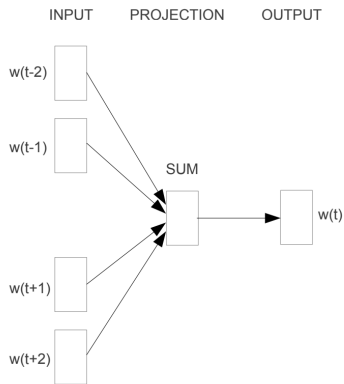 INPUT PROJECTION OUTPUT
w(t-2)
w(t-1)
SUM
w(t)
w(t+1)
w(t+2)